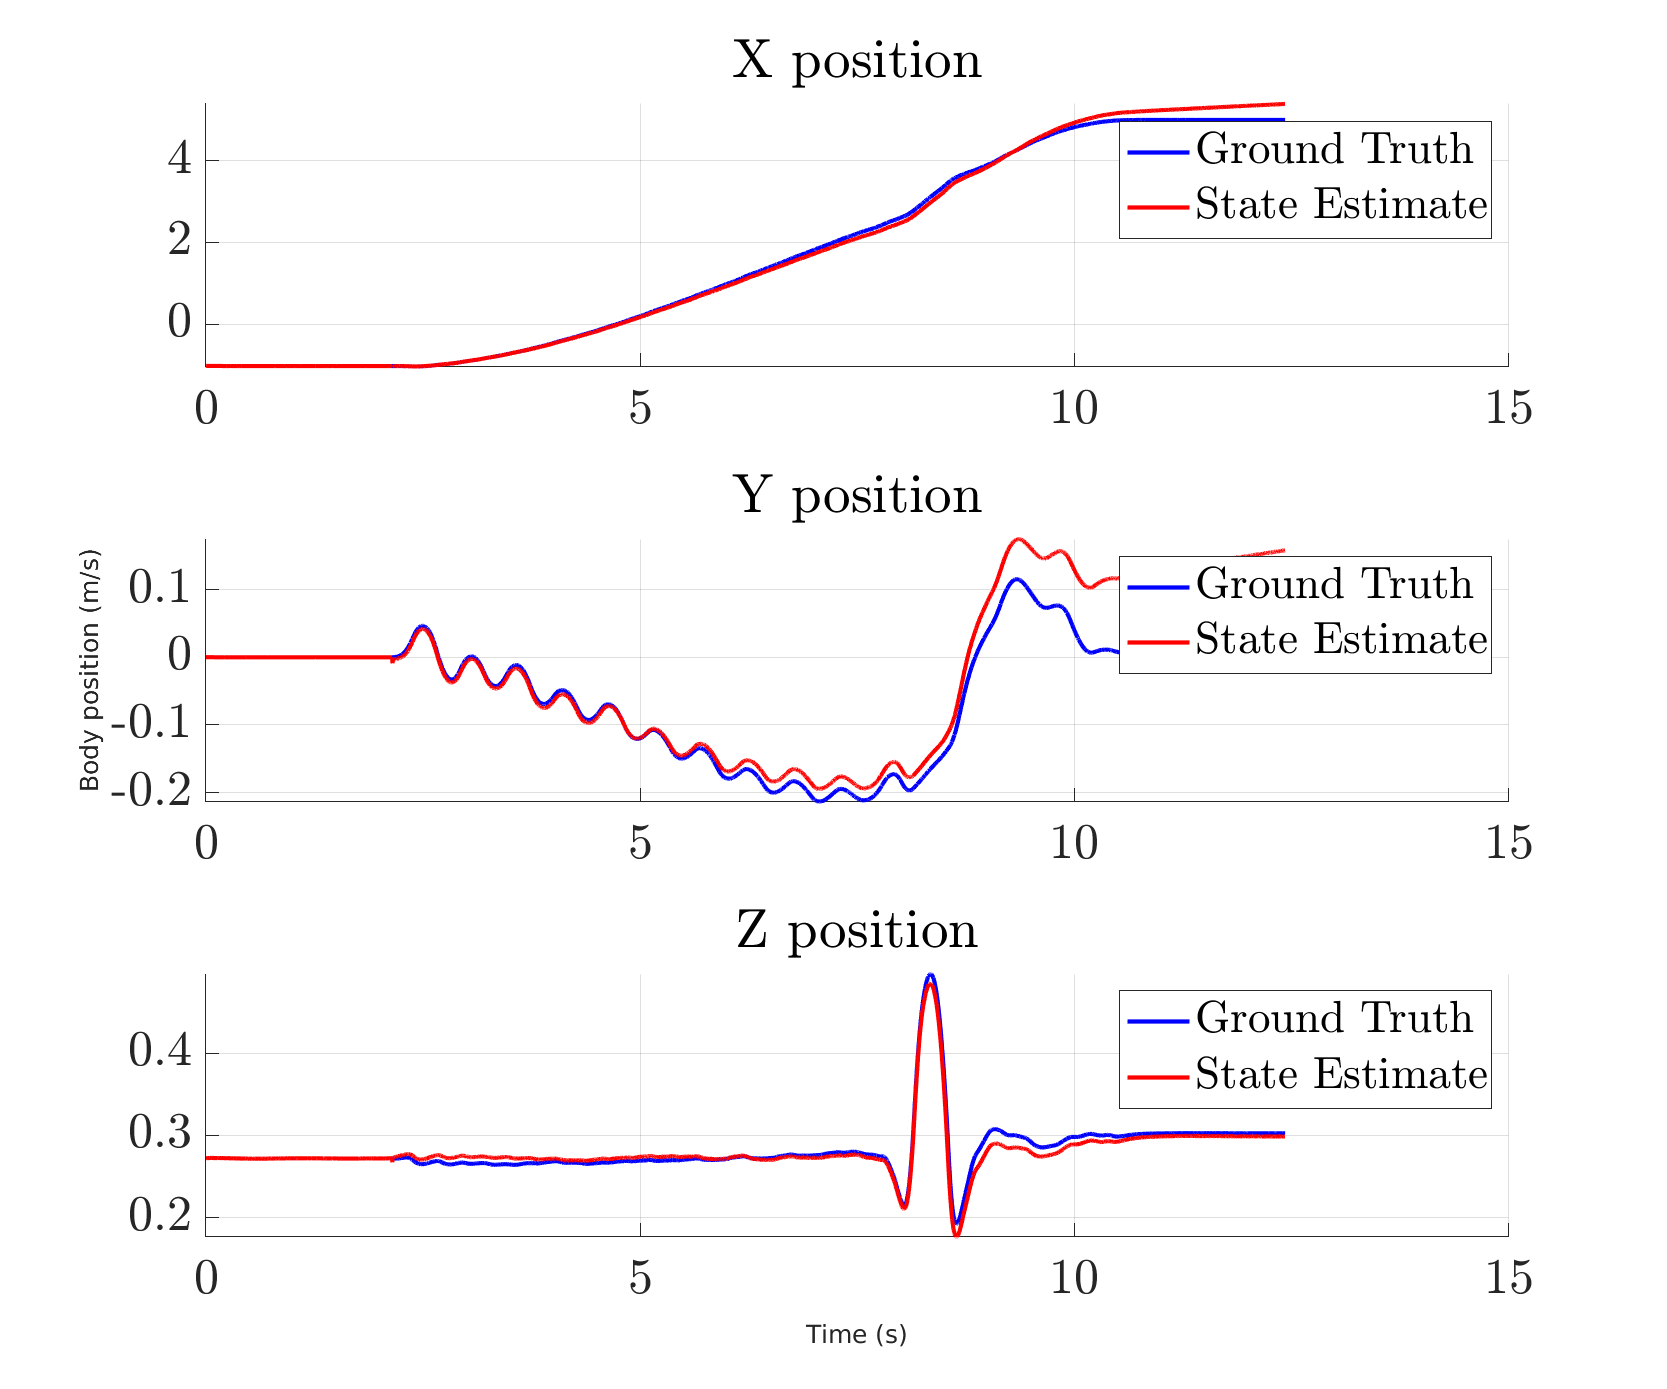 X position
4
2
0
0 5 10 15
Ground Truth
State Estimate
Y position
Body position (m/s)
0.1
0
-0.1
-0.2
0 5 10 15
Ground Truth
State Estimate
Z position
0.4
0.3
0.2
0 5 10 15
Ground Truth
State Estimate
Time (s)